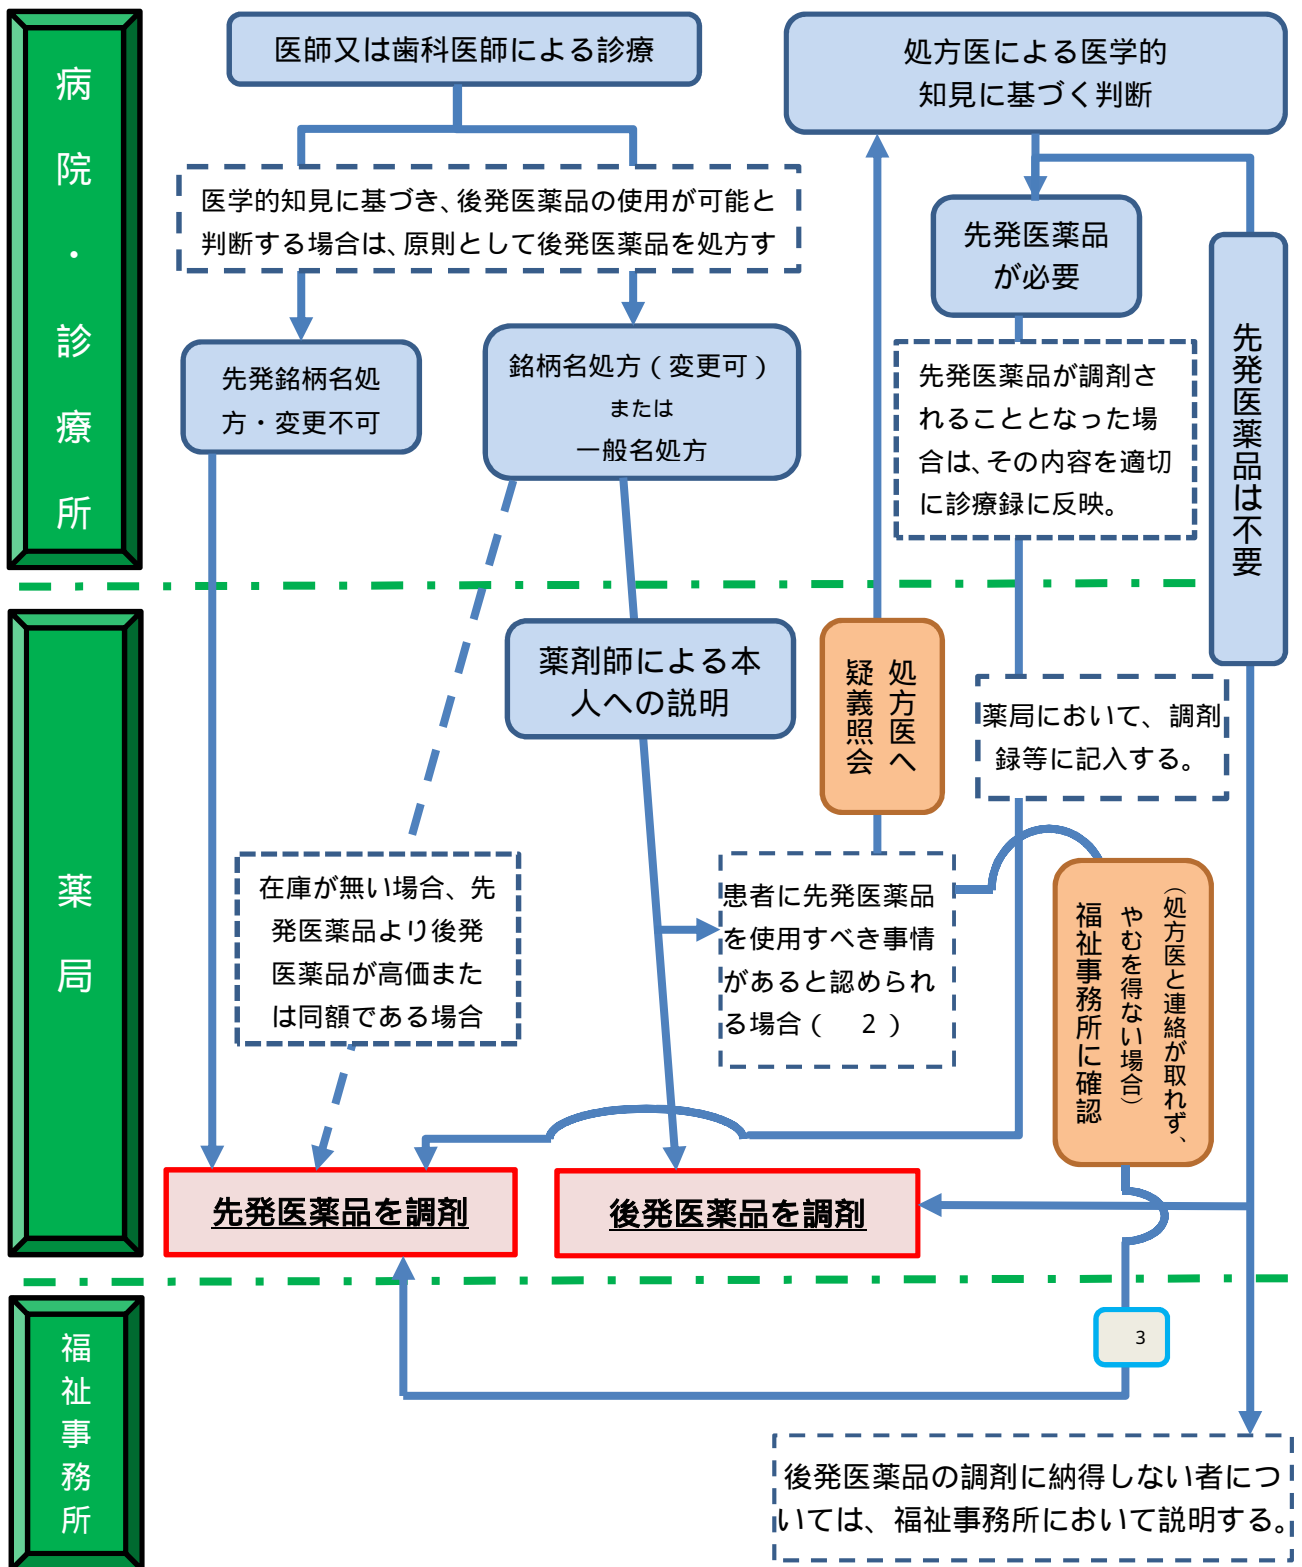 病院・診療所
医師又は歯科医師による診療
処方医による医学的
知見に基づく判断
医学的知見に基づき、後発医薬品の使用が可能と
判断する場合は、原則として後発医薬品を処方す
先発医薬品
が必要
先発医薬品は不要
先発銘柄名処
方・変更不可
銘柄名処方（変更可）
または
一般名処方
先発医薬品が調剤さ
れることとなった場
合は、その内容を適切
に診療録に反映。
薬局
薬剤師による本
人への説明
処方医へ
疑義照会
薬局において、調剤
録等に記入する。
在庫が無い場合、先
発医薬品より後発
医薬品が高価また
は同額である場合
患者に先発医薬品
を使用すべき事情
があると認められ
る場合（　2）
（処方医と連絡が取れず、
やむを得ない場合）
福祉事務所に確認
先発医薬品を調剤
後発医薬品を調剤
福祉事務所
3
後発医薬品の調剤に納得しない者につ
いては、福祉事務所において説明する。